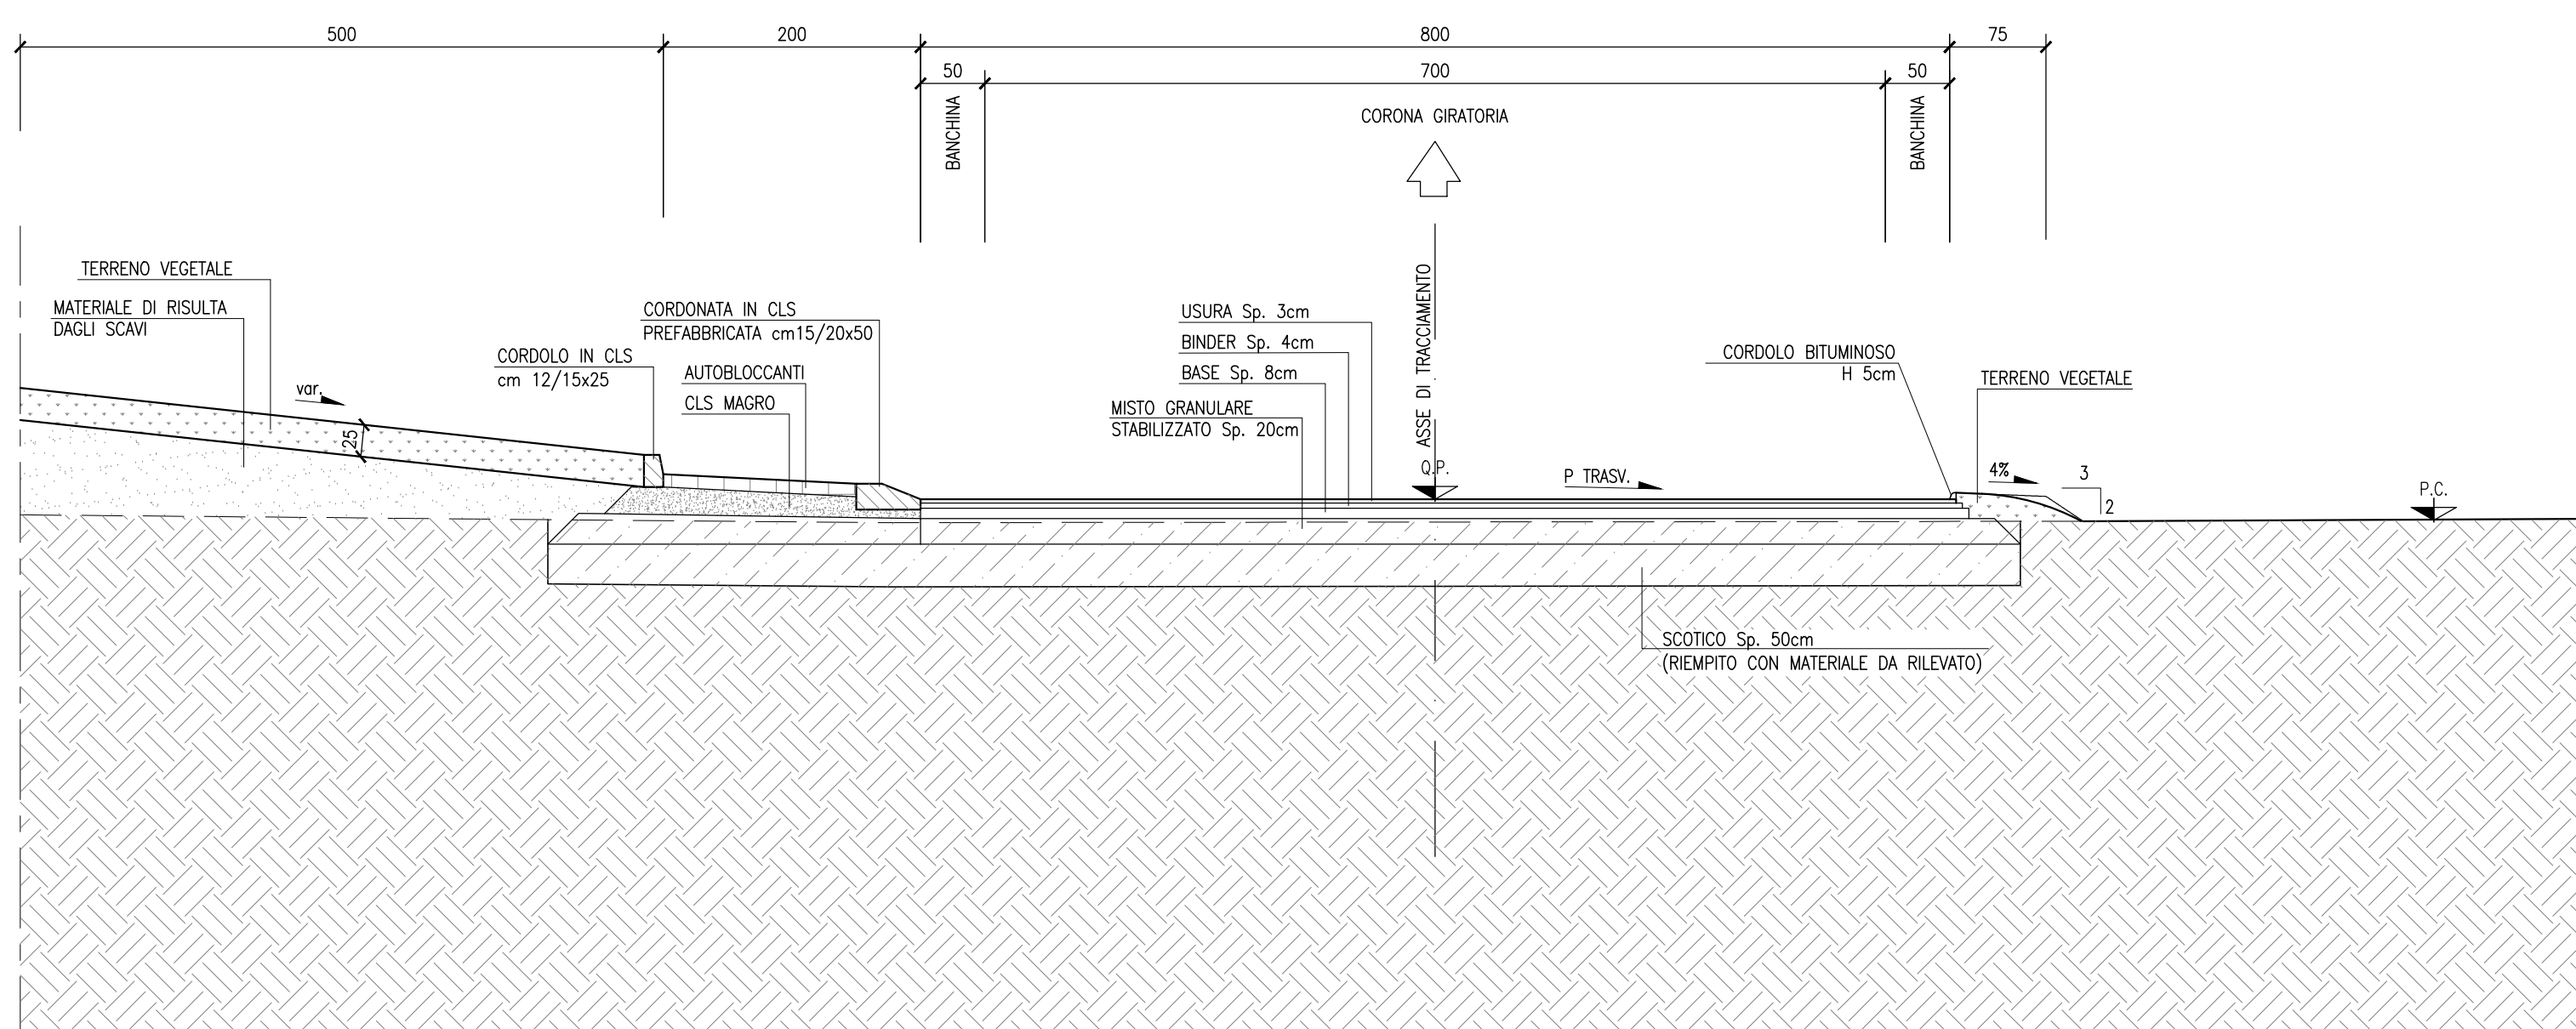 500
200
800
75
50
700
50
BANCHINA
CORONA GIRATORIA
BANCHINA
TERRENO VEGETALE
MATERIALE DI RISULTA
DAGLI SCAVI
var.
25
CORDOLO IN CLS
cm 12/15x25
CORDONATA IN CLS
PREFABBRICATA cm15/20x50
AUTOBLOCCANTI
CLS MAGRO
USURA Sp. 3cm
BINDER Sp. 4cm
BASE Sp. 8cm
MISTO GRANULARE
STABILIZZATO Sp. 20cm
ASSE DI TRACCIAMENTO
Q.P.
P TRASV.
CORDOLO BITUMINOSO
H 5cm
TERRENO VEGETALE
4%
3
2
P.C.
SCOTICO Sp. 50cm
(RIEMPITO CON MATERIALE DA RILEVATO)